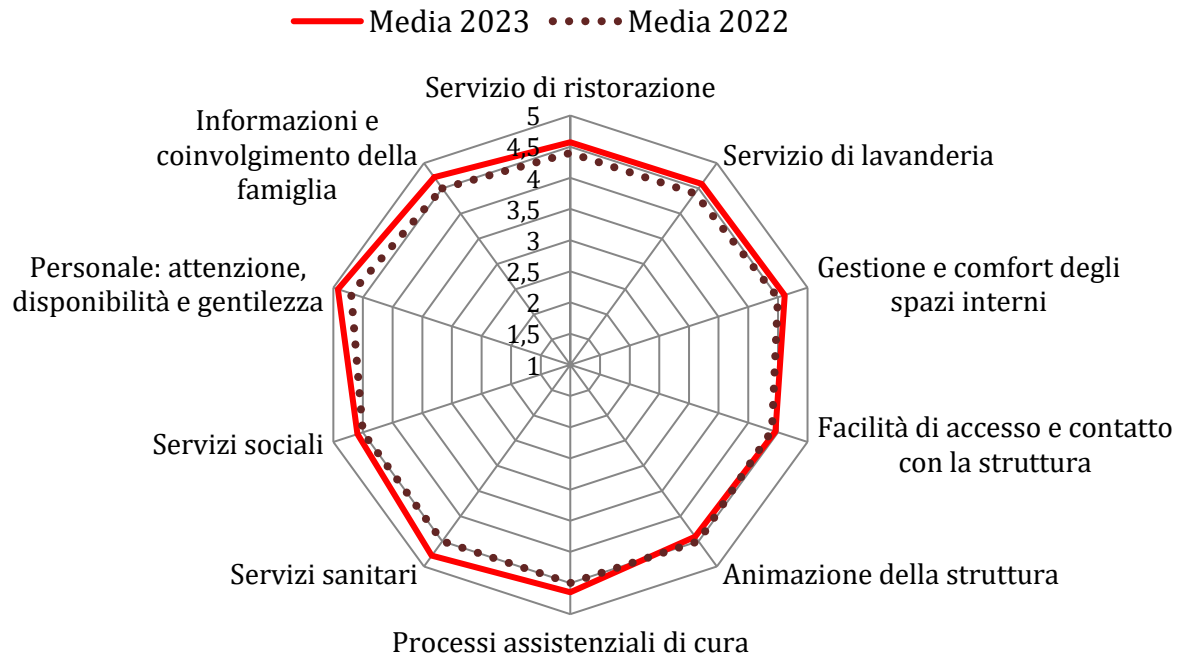 Media 2023 Media 2022
Servizio di ristorazione
Servizio di lavanderia
Gestione e comfort degli
spazi interni
Facilità di accesso e contatto
con la struttura
Animazione della struttura
Processi assistenziali di cura
Servizi sanitari
Servizi sociali
Personale: attenzione,
disponibilità e gentilezza
Informazioni e
coinvolgimento della
famiglia
5
4,5
4
3,5
3
2,5
2
1,5
1